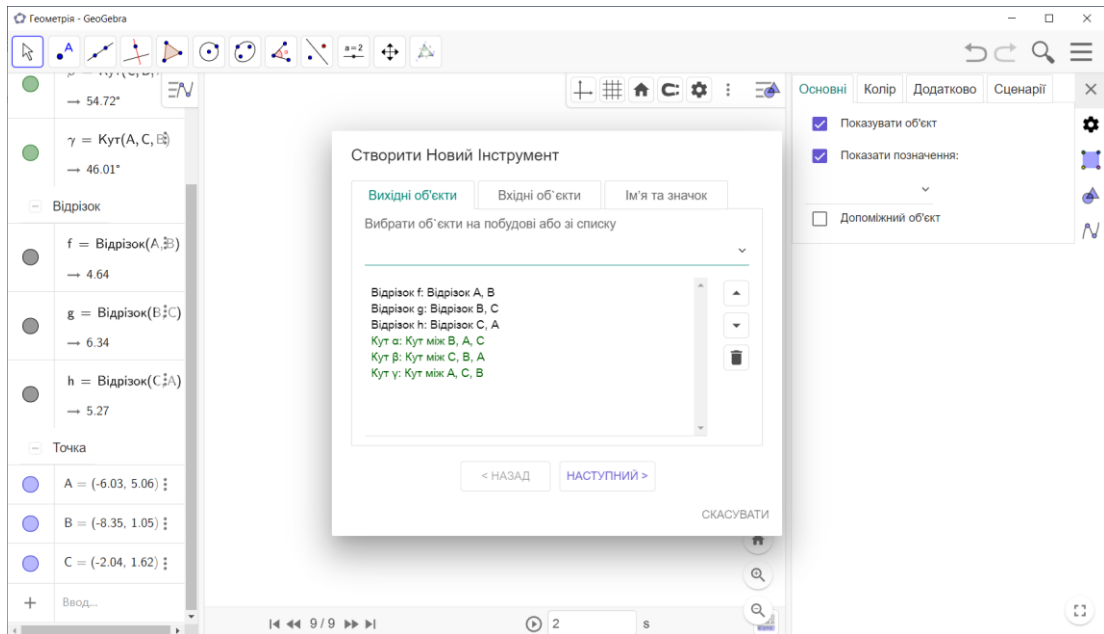 Геометрія - GeoGebra
a=2
→ 54.72°
γ = Кут(A, C, B)
→ 46.01°
Відрізок
f = Відрізок(A, B)
→ 4.64
g = Відрізок(B, C)
→ 6.34
h = Відрізок(C, A)
→ 5.27
Точка
A = (-6.03, 5.06)
B = (-8.35, 1.05)
C = (-2.04, 1.62)
+ Ввод...
Створити Новий Інструмент
Вихідні об'єкти Вхідні об`єкти Ім'я та значок
Вибрати об`єкти на побудові або зі списку
Відрізок f: Відрізок A, B
Відрізок g: Відрізок B, C
Відрізок h: Відрізок C, A
Кут α: Кут між B, A, C
Кут β: Кут між C, B, A
Кут γ: Кут між A, C, B
< НАЗАД НАСТУПНИЙ >
СКАСУВАТИ
9 / 9 2 s
Основні Колір Додатково Сценарії
Показувати об'єкт
Показати позначення:
Допоміжний об'єкт